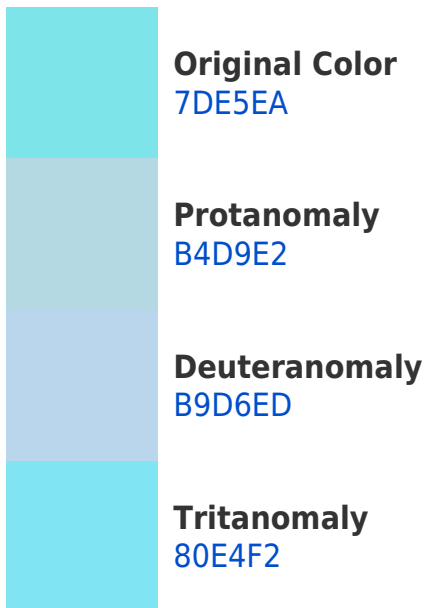 Original Color
7DE5EA
Protanomaly
B4D9E2
Deuteranomaly
B9D6ED
Tritanomaly
80E4F2